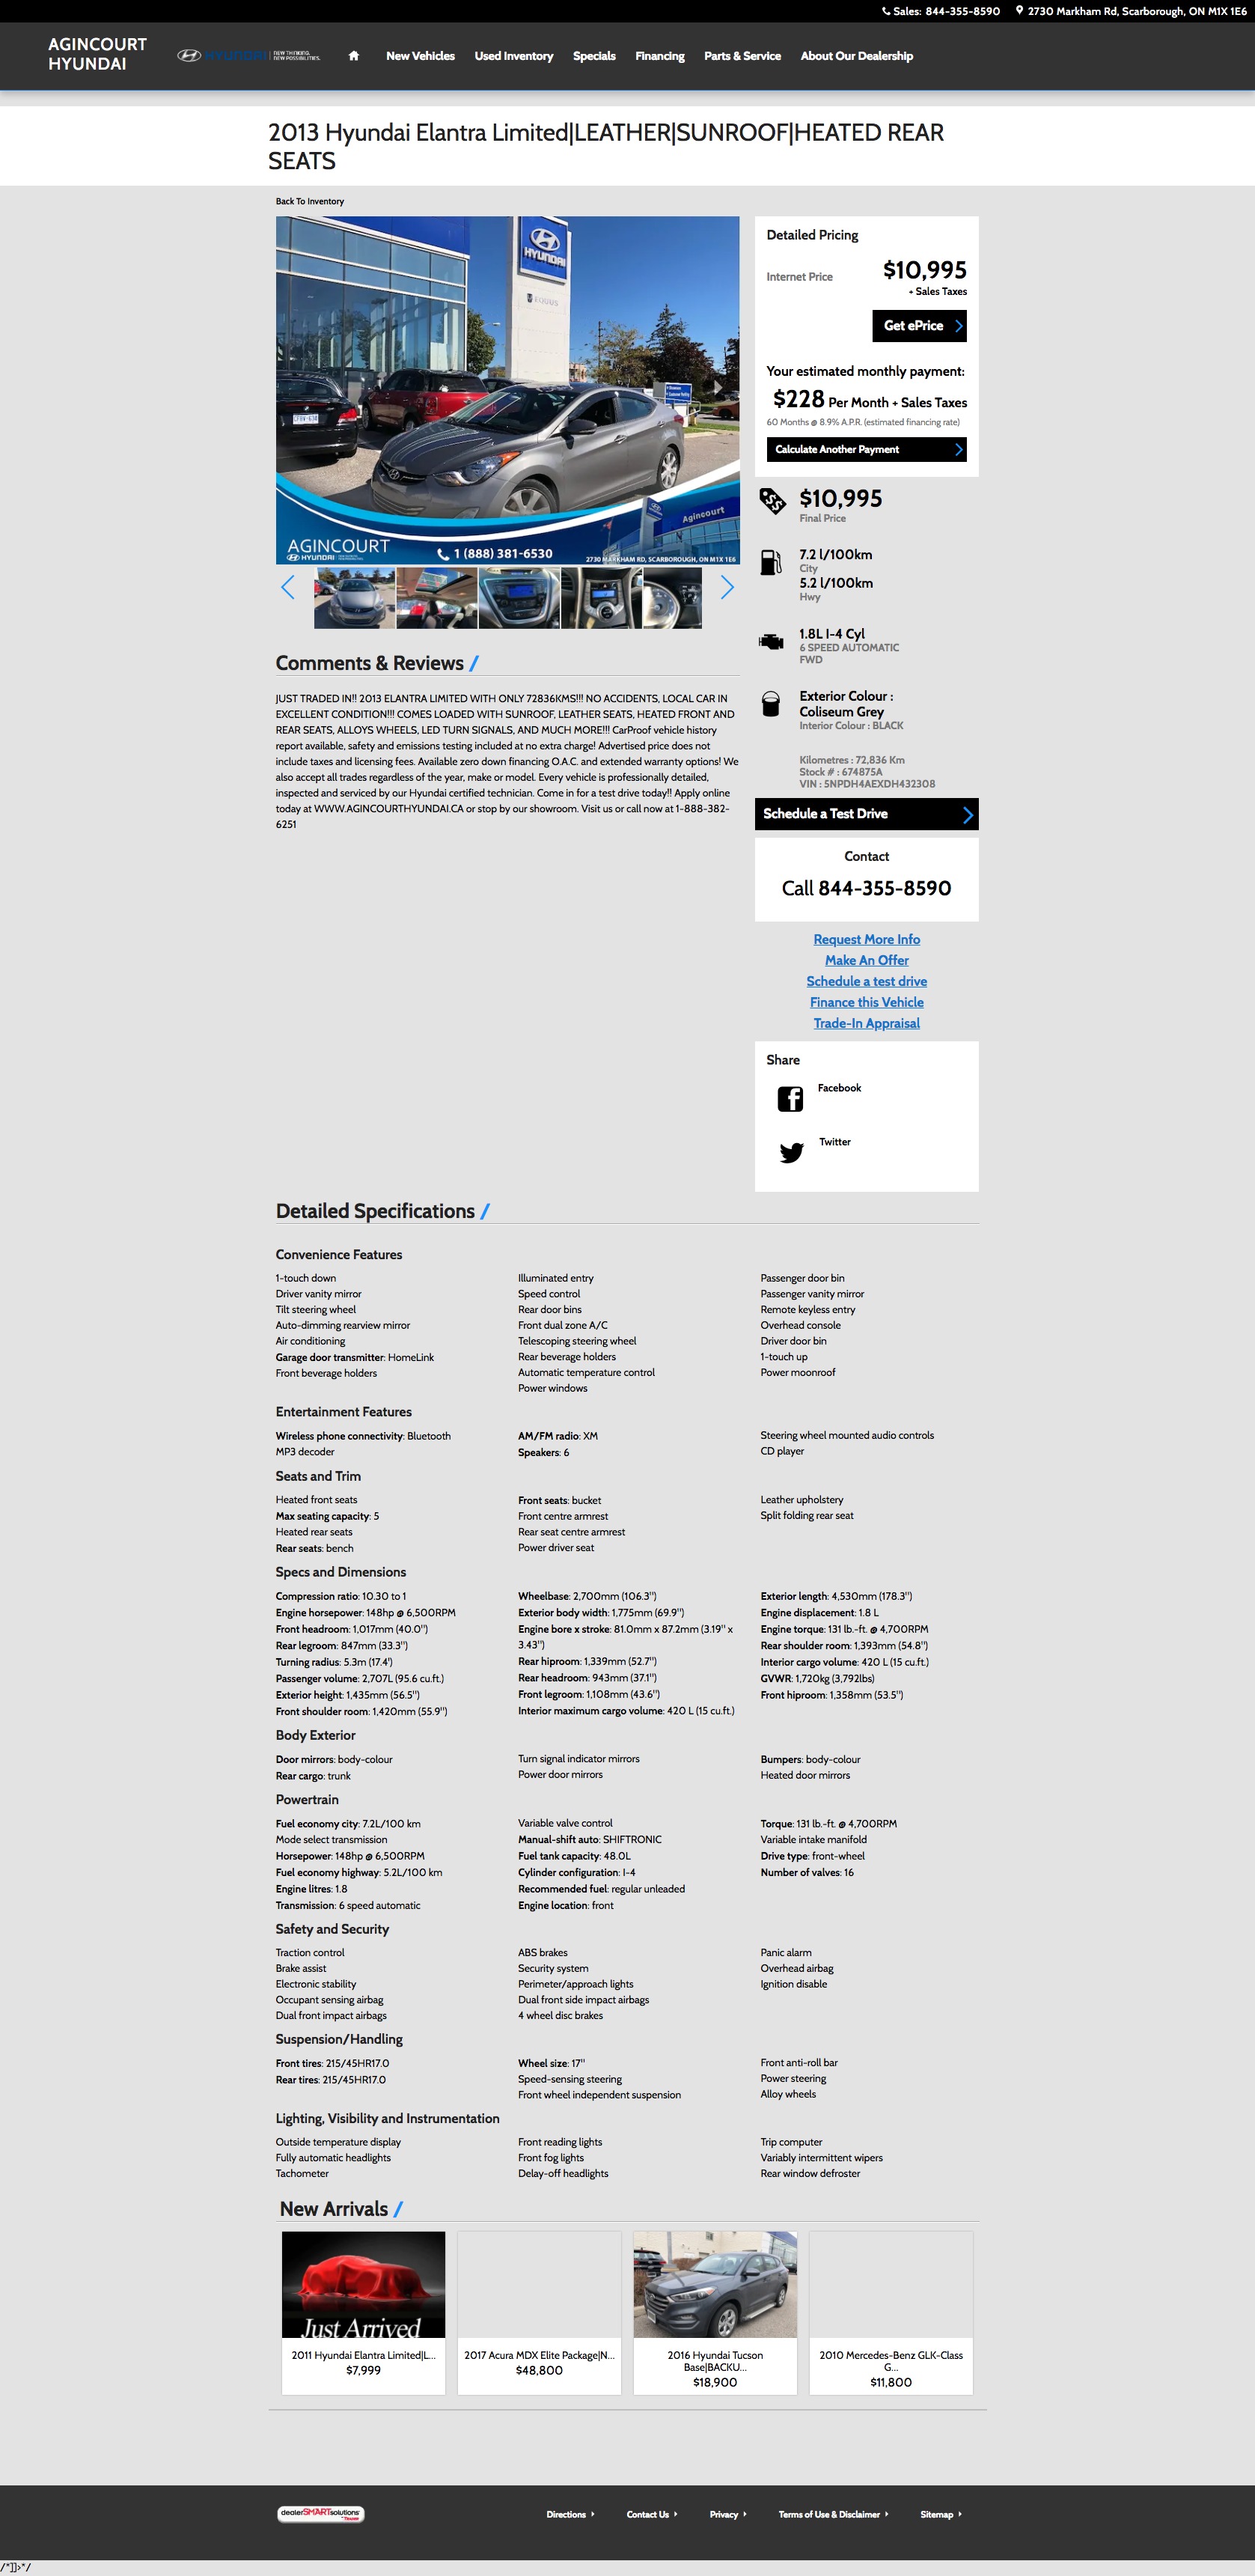 Sales: 844-355-8590 2730 Markham Rd, Scarborough, ON M1X 1E6
AGINCOURT
HYUNDAI
HYUNDAI NEW THINKING.
NEW POSSIBILITIES.
New Vehicles Used Inventory Specials Financing Parts & Service About Our Dealership
2013 Hyundai Elantra Limited|LEATHER|SUNROOF|HEATED REAR
SEATS
Back To Inventory
HYUNDAI
AGINCOURT
HYUNDAI
1 (888) 381-6530
Agincourt
2730 MARKHAM RD, SCARBOROUGH, ON M1X 1E6
Detailed Pricing
Internet Price $10,995
+ Sales Taxes
Get ePrice
Your estimated monthly payment:
$228 Per Month + Sales Taxes
60 Months @ 8.9% A.P.R. (estimated financing rate)
Calculate Another Payment
$10,995
Final Price
7.2 l/100km
City
5.2 l/100km
Hwy
1.8L I-4 Cyl
6 SPEED AUTOMATIC
FWD
Exterior Colour :
Coliseum Grey
Interior Colour : BLACK
Kilometres : 72,836 Km
Stock # : 674875A
VIN : 5NPDH4AEXDH432308
Schedule a Test Drive
Contact
Call 844-355-8590
Request More Info
Make An Offer
Schedule a test drive
Finance this Vehicle
Trade-In Appraisal
Share
Facebook
Twitter
Comments & Reviews /
JUST TRADED IN!! 2013 ELANTRA LIMITED WITH ONLY 72836KMS!!! NO ACCIDENTS, LOCAL CAR IN
EXCELLENT CONDITION!!! COMES LOADED WITH SUNROOF, LEATHER SEATS, HEATED FRONT AND
REAR SEATS, ALLOYS WHEELS, LED TURN SIGNALS, AND MUCH MORE!!! CarProof vehicle history
report available, safety and emissions testing included at no extra charge! Advertised price does not
include taxes and licensing fees. Available zero down financing O.A.C. and extended warranty options! We
also accept all trades regardless of the year, make or model. Every vehicle is professionally detailed,
inspected and serviced by our Hyundai certified technician. Come in for a test drive today!! Apply online
today at WWW.AGINCOURTHYUNDAI.CA or stop by our showroom. Visit us or call now at 1-888-382-
6251
Detailed Specifications /
Convenience Features
1-touch down Illuminated entry Passenger door bin
Driver vanity mirror Speed control Passenger vanity mirror
Tilt steering wheel Rear door bins Remote keyless entry
Auto-dimming rearview mirror Front dual zone A/C Overhead console
Air conditioning Telescoping steering wheel Driver door bin
Garage door transmitter: HomeLink Rear beverage holders 1-touch up
Front beverage holders Automatic temperature control Power moonroof
Power windows
Entertainment Features
Wireless phone connectivity: Bluetooth AM/FM radio: XM Steering wheel mounted audio controls
MP3 decoder Speakers: 6 CD player
Seats and Trim
Heated front seats Front seats: bucket Leather upholstery
Max seating capacity: 5 Front centre armrest Split folding rear seat
Heated rear seats Rear seat centre armrest
Rear seats: bench Power driver seat
Specs and Dimensions
Compression ratio: 10.30 to 1 Wheelbase: 2,700mm (106.3") Exterior length: 4,530mm (178.3")
Engine horsepower: 148hp @ 6,500RPM Exterior body width: 1,775mm (69.9") Engine displacement: 1.8 L
Front headroom: 1,017mm (40.0") Engine bore x stroke: 81.0mm x 87.2mm (3.19" x Engine torque: 131 lb.-ft. @ 4,700RPM
Rear legroom: 847mm (33.3") 3.43") Rear shoulder room: 1,393mm (54.8")
Turning radius: 5.3m (17.4') Rear hiproom: 1,339mm (52.7") Interior cargo volume: 420 L (15 cu.ft.)
Passenger volume: 2,707L (95.6 cu.ft.) Rear headroom: 943mm (37.1") GVWR: 1,720kg (3,792lbs)
Exterior height: 1,435mm (56.5") Front legroom: 1,108mm (43.6") Front hiproom: 1,358mm (53.5")
Front shoulder room: 1,420mm (55.9") Interior maximum cargo volume: 420 L (15 cu.ft.)
Body Exterior
Door mirrors: body-colour Turn signal indicator mirrors Bumpers: body-colour
Rear cargo: trunk Power door mirrors Heated door mirrors
Powertrain
Fuel economy city: 7.2L/100 km Variable valve control Torque: 131 lb.-ft. @ 4,700RPM
Mode select transmission Manual-shift auto: SHIFTRONIC Variable intake manifold
Horsepower: 148hp @ 6,500RPM Fuel tank capacity: 48.0L Drive type: front-wheel
Fuel economy highway: 5.2L/100 km Cylinder configuration: I-4 Number of valves: 16
Engine litres: 1.8 Recommended fuel: regular unleaded
Transmission: 6 speed automatic Engine location: front
Safety and Security
Traction control ABS brakes Panic alarm
Brake assist Security system Overhead airbag
Electronic stability Perimeter/approach lights Ignition disable
Occupant sensing airbag Dual front side impact airbags
Dual front impact airbags 4 wheel disc brakes
Suspension/Handling
Front tires: 215/45HR17.0 Wheel size: 17" Front anti-roll bar
Rear tires: 215/45HR17.0 Speed-sensing steering Power steering
Front wheel independent suspension Alloy wheels
Lighting, Visibility and Instrumentation
Outside temperature display Front reading lights Trip computer
Fully automatic headlights Front fog lights Variably intermittent wipers
Tachometer Delay-off headlights Rear window defroster
New Arrivals /
Just Arrived
2011 Hyundai Elantra Limited|L...
$7,999
2017 Acura MDX Elite Package|N...
$48,800
2016 Hyundai Tucson
Base|BACKU...
$18,900
2010 Mercedes-Benz GLK-Class
G...
$11,800
dealerSMARTsolutions
Directions Contact Us Privacy Terms of Use & Disclaimer Sitemap
/*]]>*/